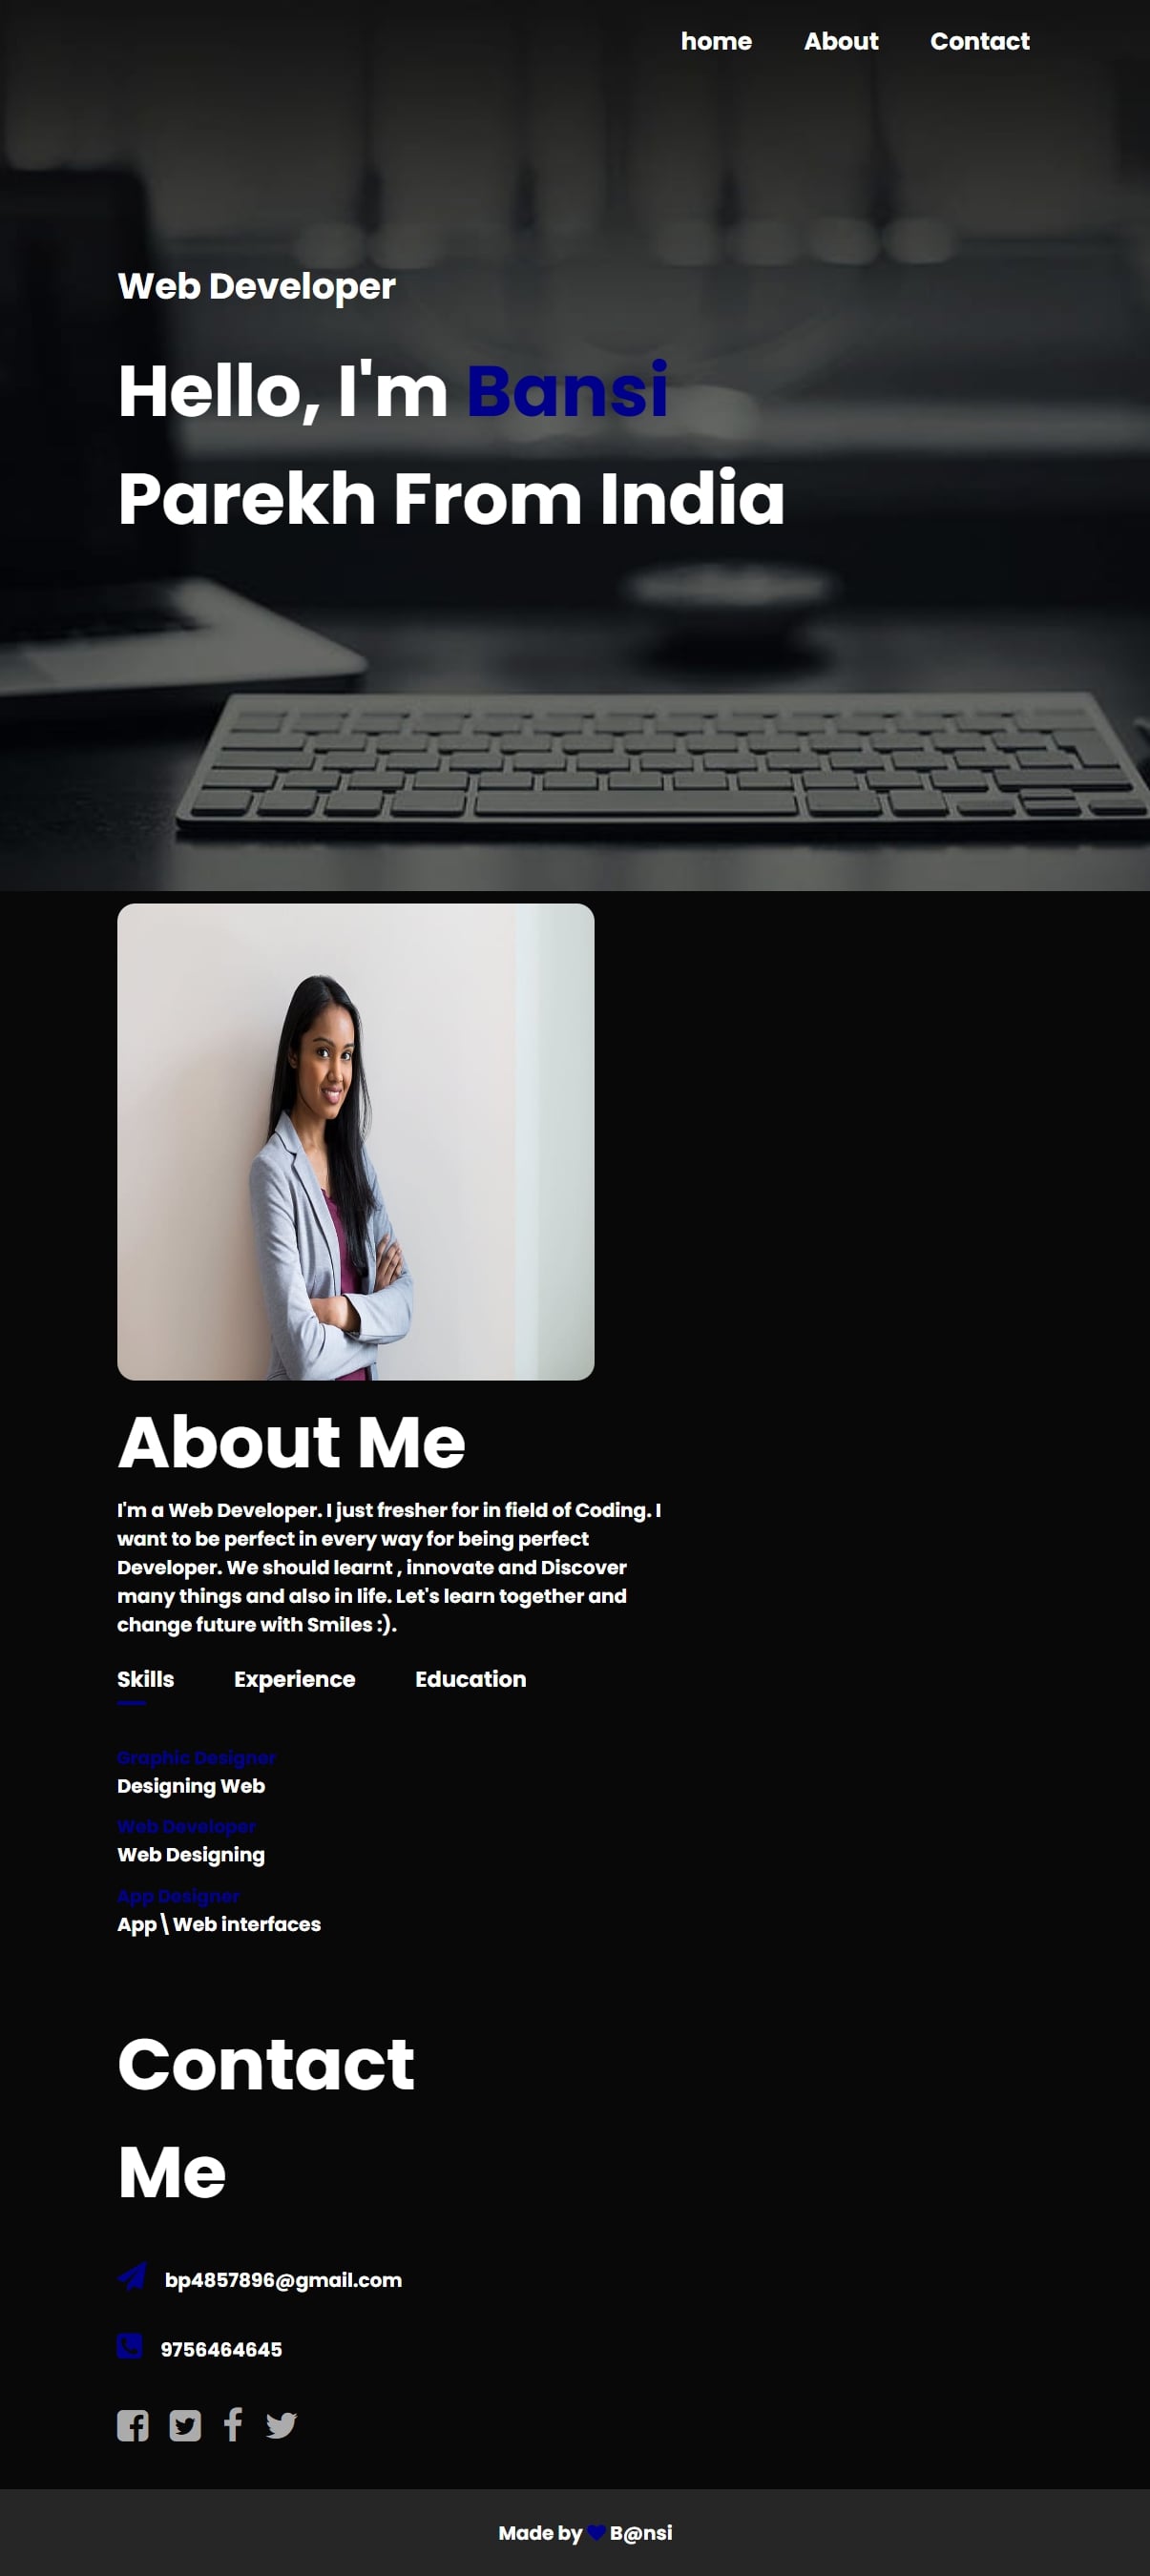 home About Contact
Web Developer
Hello, I'm Bansi
Parekh From India
About Me
I'm a Web Developer. I just fresher for in field of Coding. I
want to be perfect in every way for being perfect
Developer. We should learnt , innovate and Discover
many things and also in life. Let's learn together and
change future with Smiles :).
Skills Experience Education
Graphic Designer
Designing Web
Web Developer
Web Designing
App Designer
App\Web interfaces
Contact
Me
bp4857896@gmail.com
9756464645
Made by B@nsi